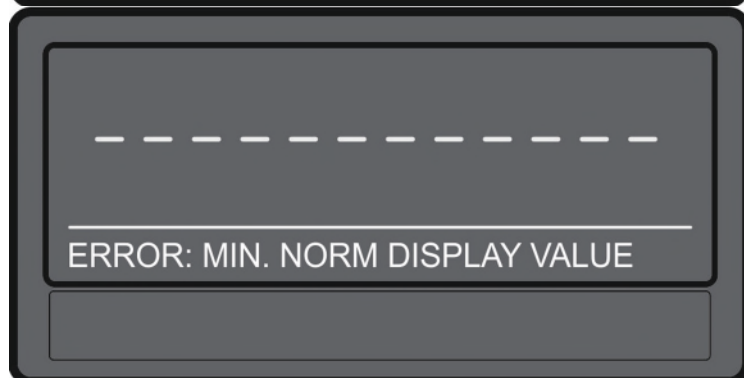 – – – – – – – – – – – –
ERROR: MIN. NORM DISPLAY VALUE